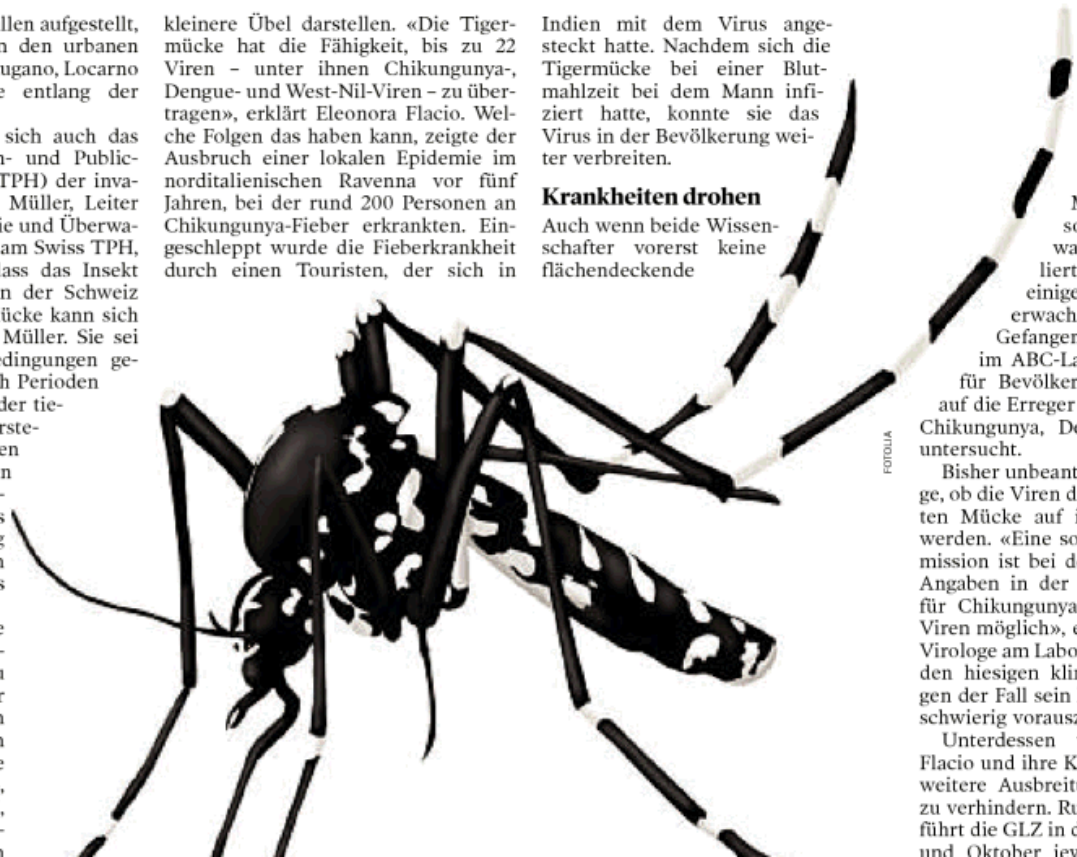 llen aufgestellt,
n den urbanen
ugano, Locarno
e entlang der
sich auch das
n- und Public-
TPH) der inva-
Müller, Leiter
ie und Überwa-
am Swiss TPH,
lass das Insekt
n der Schweiz
ücke kann sich
Müller. Sie sei
edingungen ge-
h Perioden
der tie-
rste-
en
n
-
s
g
n
s
e
-
u
r
n
n
e
,
,
-
n
kleinere Übel darstellen. «Die Tiger-
mücke hat die Fähigkeit, bis zu 22
Viren – unter ihnen Chikungunya-,
Dengue- und West-Nil-Viren – zu über-
tragen», erklärt Eleonora Flacio. Wel-
che Folgen das haben kann, zeigte der
Ausbruch einer lokalen Epidemie im
norditalienischen Ravenna vor fünf
Jahren, bei der rund 200 Personen an
Chikungunya-Fieber erkrankten. Ein-
geschleppt wurde die Fieberkrankheit
durch einen Touristen, der sich in
Indien mit dem Virus ange-
steckt hatte. Nachdem sich die
Tigermücke bei einer Blut-
mahlzeit bei dem Mann infi-
ziert hatte, konnte sie das
Virus in der Bevölkerung wei-
ter verbreiten.
Krankheiten drohen
Auch wenn beide Wissen-
schafter vorerst keine
flächendeckende
FOTOLIA
M
so
wa
liert
einige
erwach
Gefangen
im ABC-La
für Bevölker
auf die Erreger
Chikungunya, De
untersucht.
Bisher unbeant
ge, ob die Viren d
ten Mücke auf i
werden. «Eine so
mission ist bei d
Angaben in der
für Chikungunya
Viren möglich», e
Virologe am Labo
den hiesigen klin
gen der Fall sein
schwierig voraus
Unterdessen
Flacio und ihre K
weitere Ausbreit
zu verhindern. Ru
führt die GLZ in d
und Oktober jew